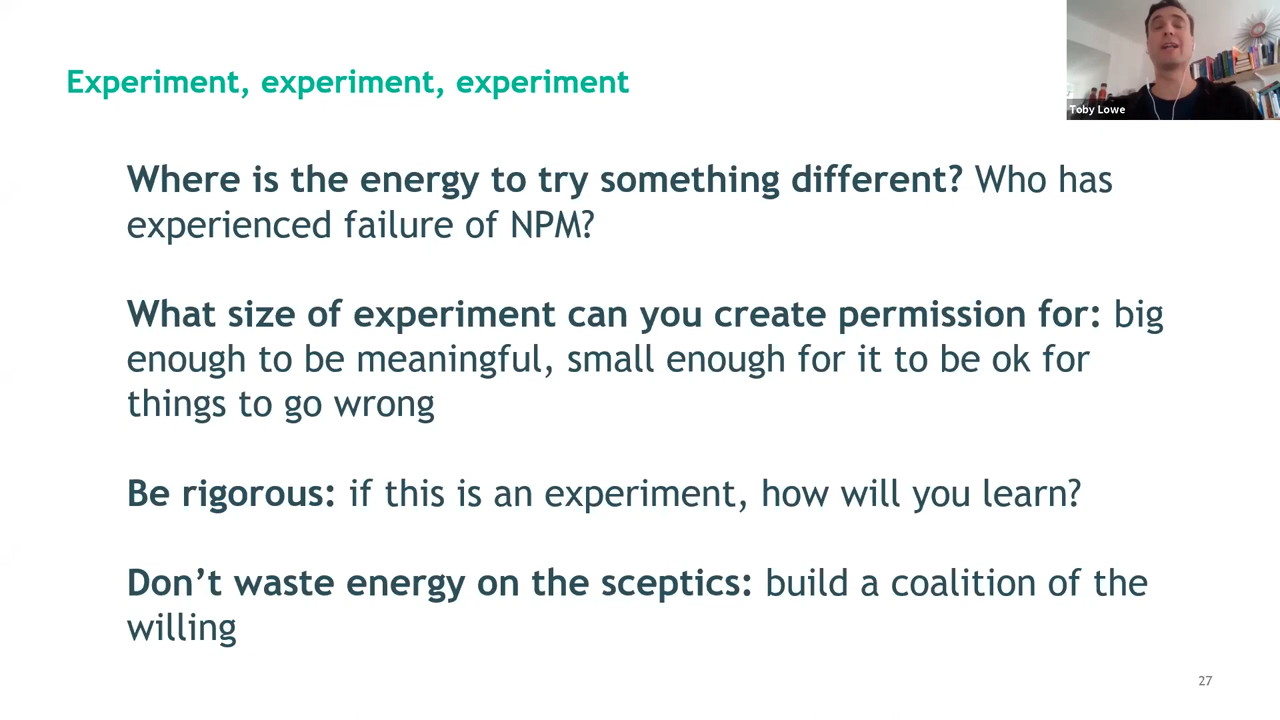 Experiment, experiment, experiment
Toby Lowe
Where is the energy to try something different? Who has
experienced failure of NPM?
What size of experiment can you create permission for: big
enough to be meaningful, small enough for it to be ok for
things to go wrong
Be rigorous: if this is an experiment, how will you learn?
Don’t waste energy on the sceptics: build a coalition of the
willing
27